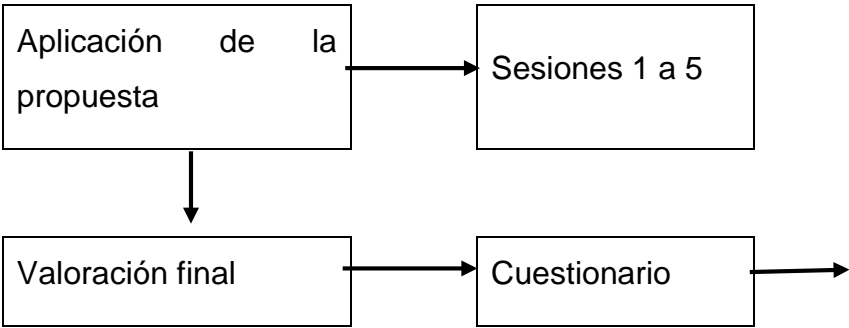 Aplicación de la
propuesta
Sesiones 1 a 5
Valoración final
Cuestionario